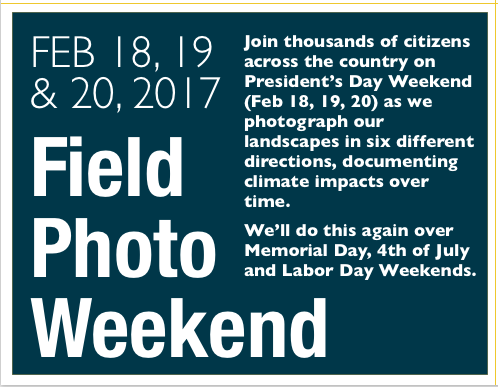 FEB 18, 19
& 20, 2017
Field
Photo
Weekend
Join thousands of citizens
across the country on
President's Day Weekend
(Feb 18, 19, 20) as we
photograph our
landscapes in six different
directions, documenting
climate impacts over
time.
We'll do this again over
Memorial Day, 4th of July
and Labor Day Weekends.